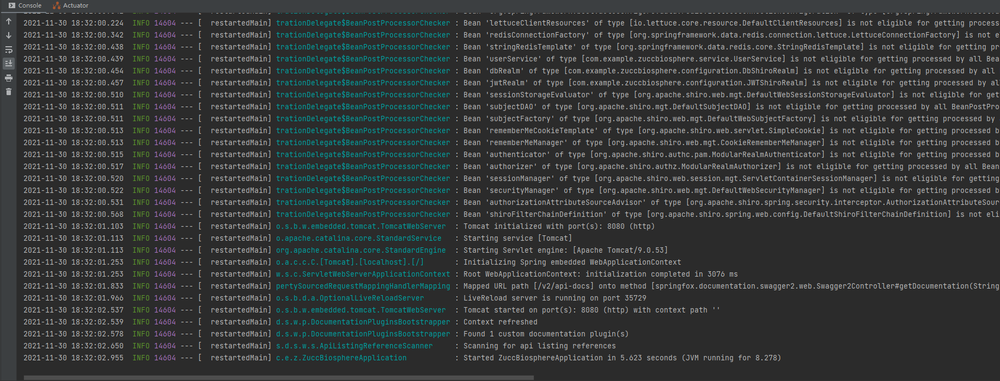 Console Actuator
2021-11-30 18:32:00.224 INFO 14604 --- [ restartedMain] trationDelegate$BeanPostProcessorChecker : Bean 'lettuceClientResources' of type [io.lettuce.core.resource.DefaultClientResources] is not eligible for getting process
2021-11-30 18:32:00.342 INFO 14604 --- [ restartedMain] trationDelegate$BeanPostProcessorChecker : Bean 'redisConnectionFactory' of type [org.springframework.data.redis.connection.lettuce.LettuceConnectionFactory] is not el
2021-11-30 18:32:00.438 INFO 14604 --- [ restartedMain] trationDelegate$BeanPostProcessorChecker : Bean 'stringRedisTemplate' of type [org.springframework.data.redis.core.StringRedisTemplate] is not eligible for getting pr
2021-11-30 18:32:00.439 INFO 14604 --- [ restartedMain] trationDelegate$BeanPostProcessorChecker : Bean 'userService' of type [com.example.zuccbiosphere.service.UserService] is not eligible for getting processed by all Bea
2021-11-30 18:32:00.454 INFO 14604 --- [ restartedMain] trationDelegate$BeanPostProcessorChecker : Bean 'dbRealm' of type [com.example.zuccbiosphere.configuration.DbShiroRealm] is not eligible for getting processed by all
2021-11-30 18:32:00.457 INFO 14604 --- [ restartedMain] trationDelegate$BeanPostProcessorChecker : Bean 'jwtRealm' of type [com.example.zuccbiosphere.configuration.JWTShiroRealm] is not eligible for getting processed by al
2021-11-30 18:32:00.510 INFO 14604 --- [ restartedMain] trationDelegate$BeanPostProcessorChecker : Bean 'sessionStorageEvaluator' of type [org.apache.shiro.web.mgt.DefaultWebSessionStorageEvaluator] is not eligible for get
2021-11-30 18:32:00.511 INFO 14604 --- [ restartedMain] trationDelegate$BeanPostProcessorChecker : Bean 'subjectDAO' of type [org.apache.shiro.mgt.DefaultSubjectDAO] is not eligible for getting processed by all BeanPostPro
2021-11-30 18:32:00.511 INFO 14604 --- [ restartedMain] trationDelegate$BeanPostProcessorChecker : Bean 'subjectFactory' of type [org.apache.shiro.web.mgt.DefaultWebSubjectFactory] is not eligible for getting processed by
2021-11-30 18:32:00.513 INFO 14604 --- [ restartedMain] trationDelegate$BeanPostProcessorChecker : Bean 'rememberMeCookieTemplate' of type [org.apache.shiro.web.servlet.SimpleCookie] is not eligible for getting processed b
2021-11-30 18:32:00.513 INFO 14604 --- [ restartedMain] trationDelegate$BeanPostProcessorChecker : Bean 'rememberMeManager' of type [org.apache.shiro.web.mgt.CookieRememberMeManager] is not eligible for getting processed b
2021-11-30 18:32:00.515 INFO 14604 --- [ restartedMain] trationDelegate$BeanPostProcessorChecker : Bean 'authenticator' of type [org.apache.shiro.authc.pam.ModularRealmAuthenticator] is not eligible for getting processed b
2021-11-30 18:32:00.517 INFO 14604 --- [ restartedMain] trationDelegate$BeanPostProcessorChecker : Bean 'authorizer' of type [org.apache.shiro.authz.ModularRealmAuthorizer] is not eligible for getting processed by all Bean
2021-11-30 18:32:00.520 INFO 14604 --- [ restartedMain] trationDelegate$BeanPostProcessorChecker : Bean 'sessionManager' of type [org.apache.shiro.web.session.mgt.ServletContainerSessionManager] is not eligible for getting
2021-11-30 18:32:00.522 INFO 14604 --- [ restartedMain] trationDelegate$BeanPostProcessorChecker : Bean 'securityManager' of type [org.apache.shiro.web.mgt.DefaultWebSecurityManager] is not eligible for getting processed b
2021-11-30 18:32:00.531 INFO 14604 --- [ restartedMain] trationDelegate$BeanPostProcessorChecker : Bean 'authorizationAttributeSourceAdvisor' of type [org.apache.shiro.spring.security.interceptor.AuthorizationAttributeSour
2021-11-30 18:32:00.568 INFO 14604 --- [ restartedMain] trationDelegate$BeanPostProcessorChecker : Bean 'shiroFilterChainDefinition' of type [org.apache.shiro.spring.web.config.DefaultShiroFilterChainDefinition] is not eli
2021-11-30 18:32:01.103 INFO 14604 --- [ restartedMain] o.s.b.w.embedded.tomcat.TomcatWebServer : Tomcat initialized with port(s): 8080 (http)
2021-11-30 18:32:01.113 INFO 14604 --- [ restartedMain] o.apache.catalina.core.StandardService : Starting service [Tomcat]
2021-11-30 18:32:01.113 INFO 14604 --- [ restartedMain] org.apache.catalina.core.StandardEngine : Starting Servlet engine: [Apache Tomcat/9.0.53]
2021-11-30 18:32:01.253 INFO 14604 --- [ restartedMain] o.a.c.c.C.[Tomcat].[localhost].[/] : Initializing Spring embedded WebApplicationContext
2021-11-30 18:32:01.253 INFO 14604 --- [ restartedMain] w.s.c.ServletWebServerApplicationContext : Root WebApplicationContext: initialization completed in 3076 ms
2021-11-30 18:32:01.833 INFO 14604 --- [ restartedMain] pertySourcedRequestMappingHandlerMapping : Mapped URL path [/v2/api-docs] onto method [springfox.documentation.swagger2.web.Swagger2Controller#getDocumentation(String
2021-11-30 18:32:01.966 INFO 14604 --- [ restartedMain] o.s.b.d.a.OptionalLiveReloadServer : LiveReload server is running on port 35729
2021-11-30 18:32:02.537 INFO 14604 --- [ restartedMain] o.s.b.w.embedded.tomcat.TomcatWebServer : Tomcat started on port(s): 8080 (http) with context path ''
2021-11-30 18:32:02.539 INFO 14604 --- [ restartedMain] d.s.w.p.DocumentationPluginsBootstrapper : Context refreshed
2021-11-30 18:32:02.578 INFO 14604 --- [ restartedMain] d.s.w.p.DocumentationPluginsBootstrapper : Found 1 custom documentation plugin(s)
2021-11-30 18:32:02.650 INFO 14604 --- [ restartedMain] s.d.s.w.s.ApiListingReferenceScanner : Scanning for api listing references
2021-11-30 18:32:02.955 INFO 14604 --- [ restartedMain] c.e.z.ZuccBiosphereApplication : Started ZuccBiosphereApplication in 5.623 seconds (JVM running for 8.278)